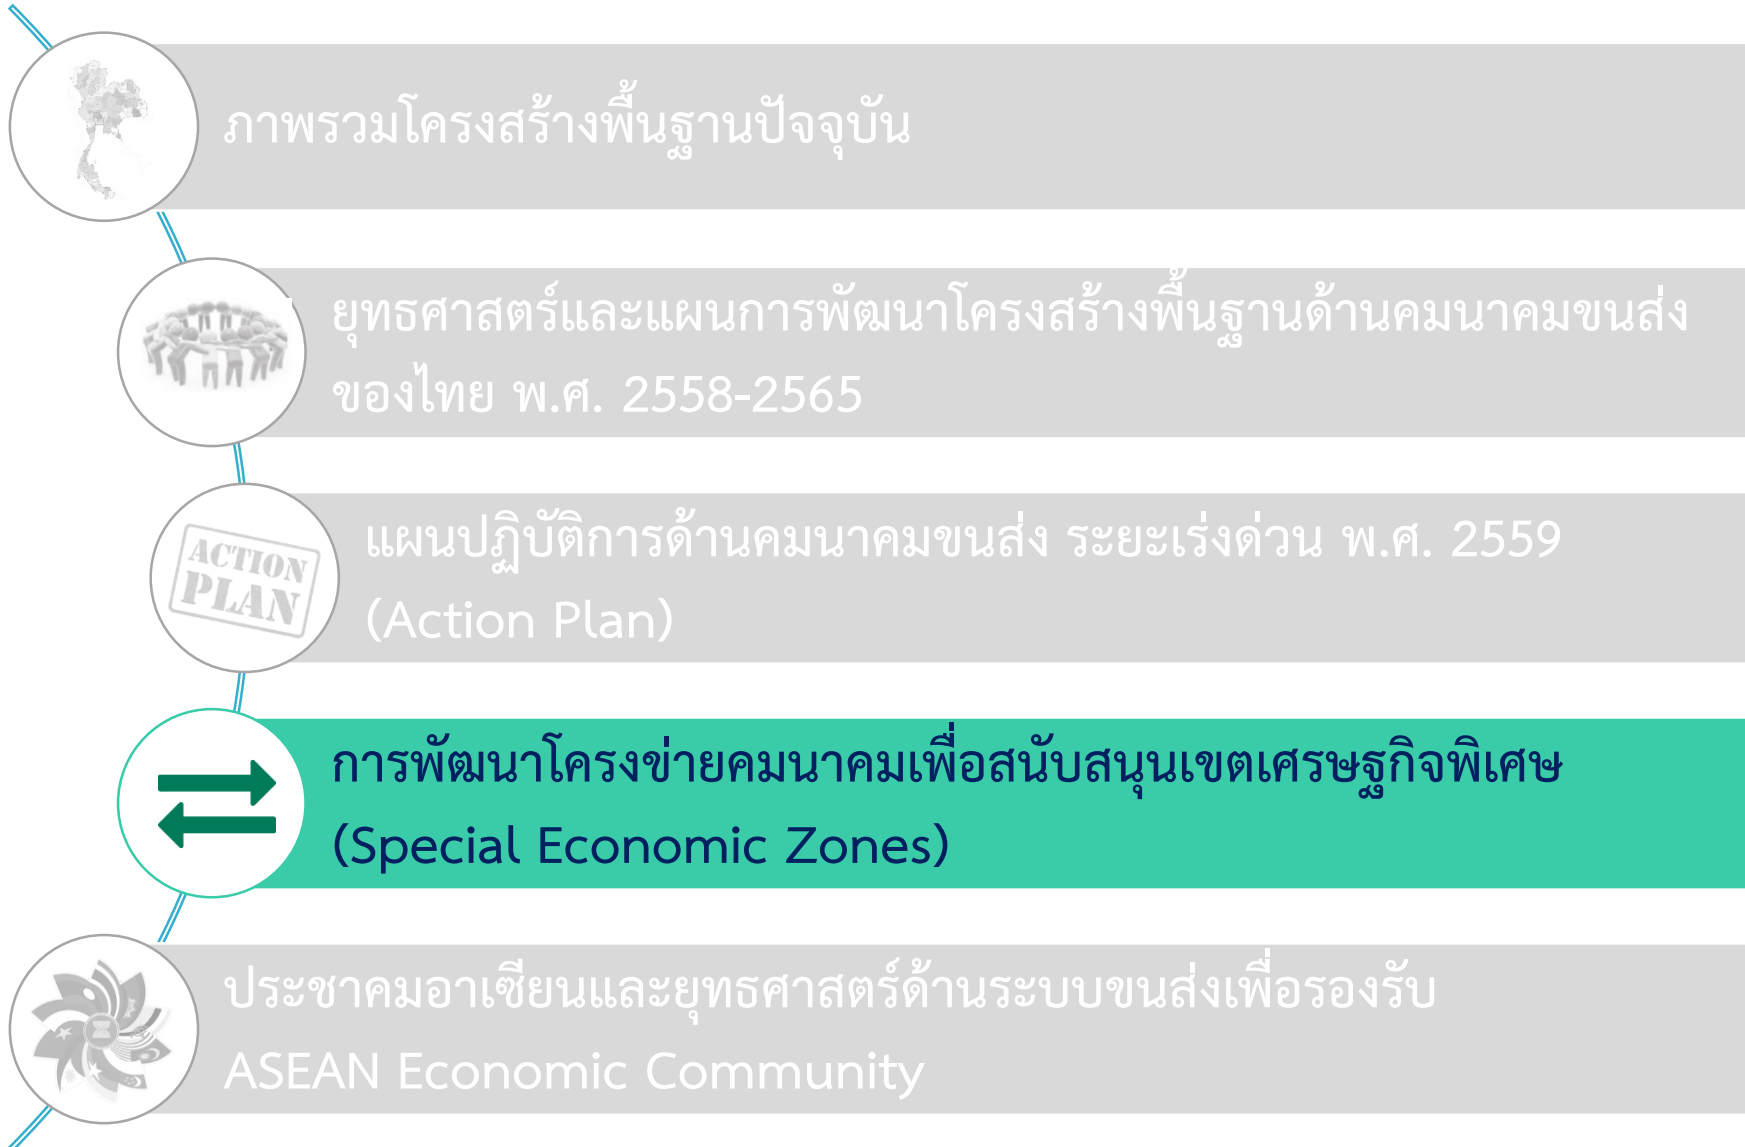 ภาพรวมโครงสร้างพื้นฐานปัจจุบัน
ยุทธศาสตร์และแผนการพัฒนาโครงสร้างพื้นฐานด้านคมนาคมขนส่ง
ของไทย พ.ศ. 2558-2565
ACTION
PLAN
แผนปฏิบัติการด้านคมนาคมขนส่ง ระยะเร่งด่วน พ.ศ. 2559
(Action Plan)
การพัฒนาโครงข่ายคมนาคมเพื่อสนับสนุนเขตเศรษฐกิจพิเศษ
(Special Economic Zones)
ประชาคมอาเซียนและยุทธศาสตร์ด้านระบบขนส่งเพื่อรองรับ
ASEAN Economic Community